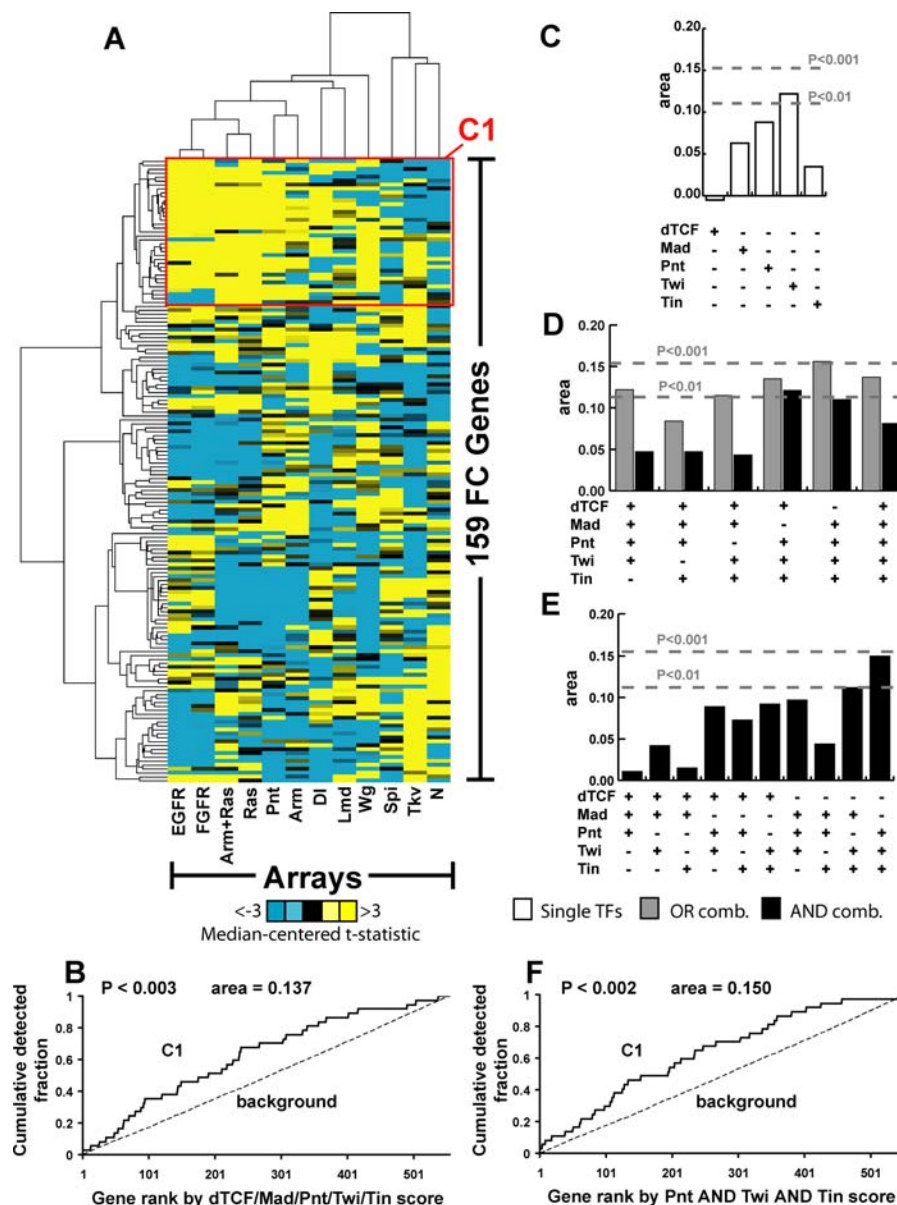 A
C1
159 FC Genes
EGFR
FGFR
Arm+Ras
Ras
Pnt
Arm
Dl
Lmd
Wg
Spi
Tkv
N
Arrays
<-3 >3
Median-centered t-statistic
C
area
0.15
0.10
0.05
0.00
P<0.001
P<0.01
dTCF + - - - -
Mad - + - - -
Pnt - - + - -
Twi - - - + -
Tin - - - - +
D
area
0.20
0.15
0.10
0.05
0.00
P<0.001
P<0.01
dTCF + + + + - +
Mad + + + - + +
Pnt + + - + + +
Twi + - + + + +
Tin - + + + + +
E
area
0.20
0.15
0.10
0.05
0.00
P<0.001
P<0.01
dTCF + + + + + + - - - -
Mad + + + - - - + + + -
Pnt + - - + + - + + - +
Twi - + - + - + + - + +
Tin - - + - + + - + + +
Single TFs OR comb. AND comb.
B
P < 0.003 area = 0.137
Cumulative detected
fraction
1
0.8
0.6
0.4
0.2
0
C1
background
1 101 201 301 401 501
Gene rank by dTCF/Mad/Pnt/Twi/Tin score
F
P < 0.002 area = 0.150
Cumulative detected
fraction
1
0.8
0.6
0.4
0.2
0
C1
background
1 101 201 301 401 501
Gene rank by Pnt AND Twi AND Tin score